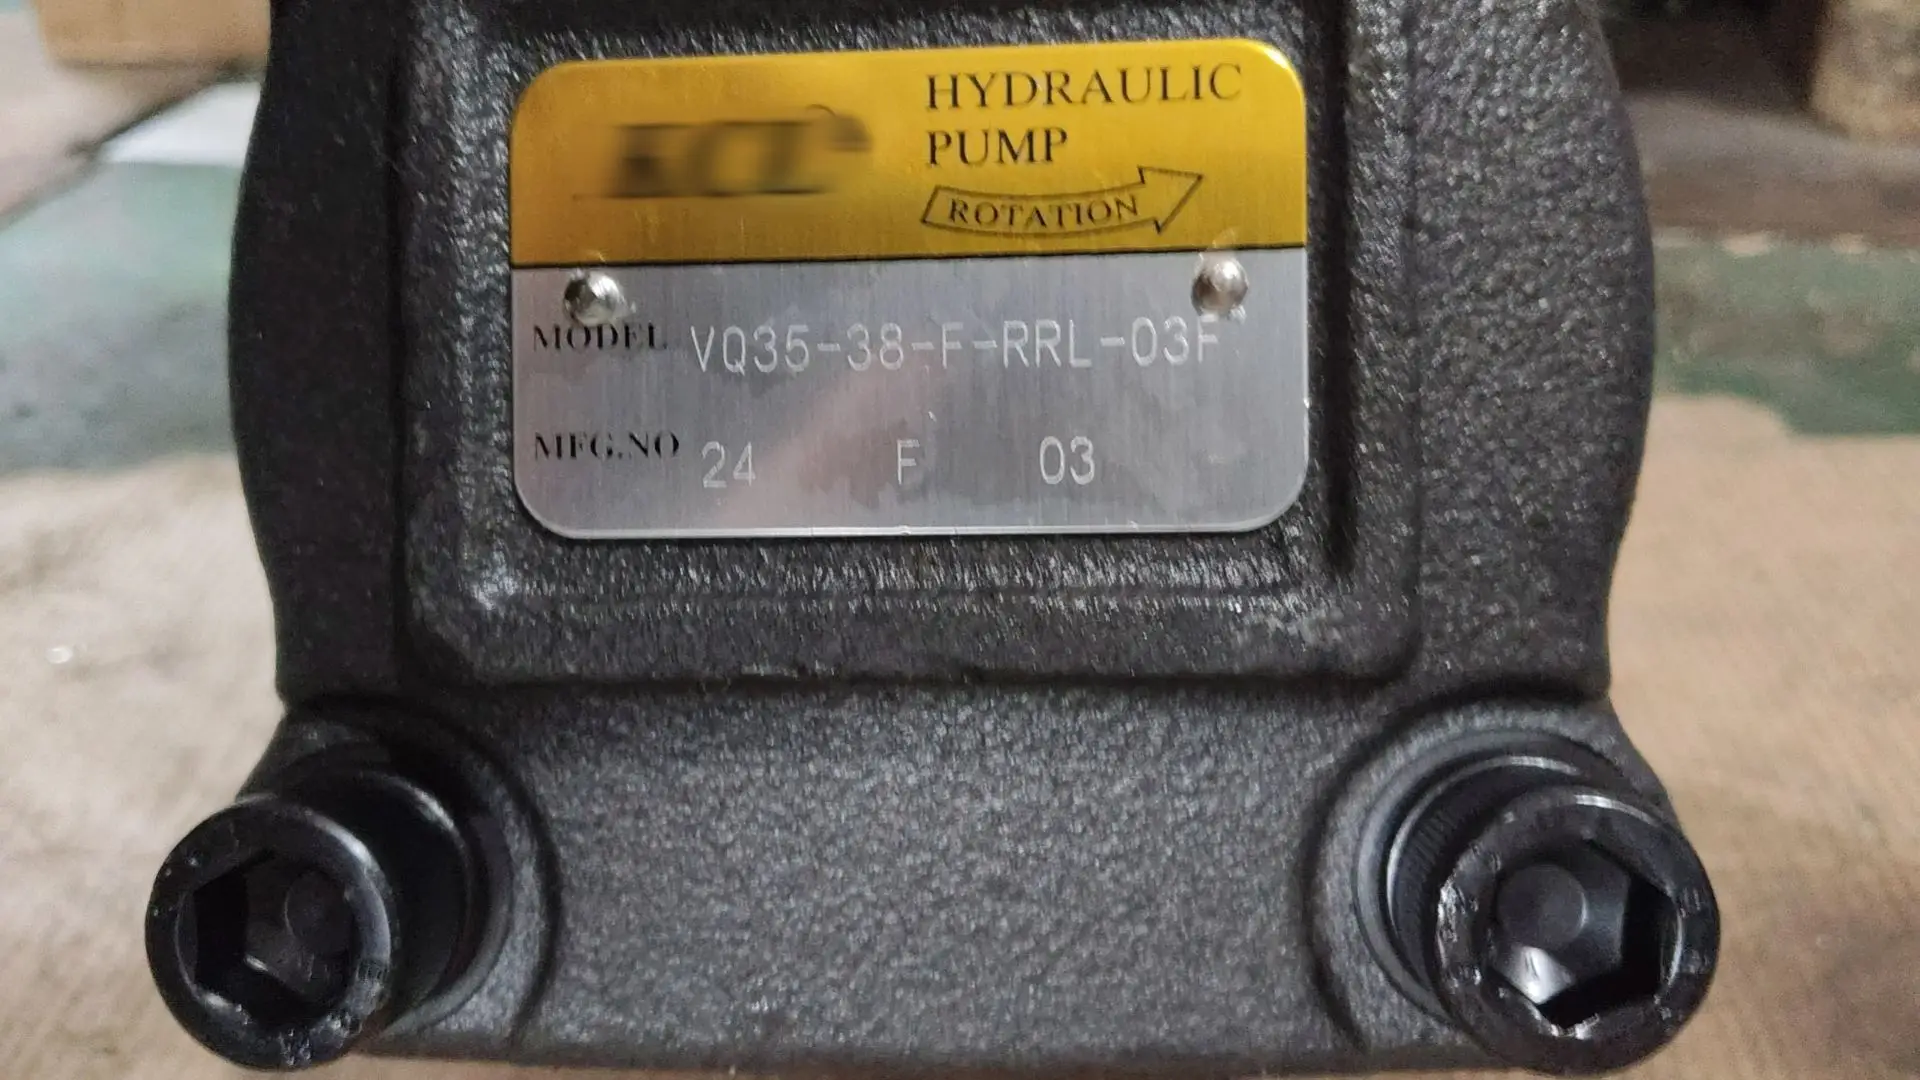 HYDRAULIC
PUMP
ROTATION
MODEL VQ35-38-F-RRL-03F
MFG.NO 24 F 03